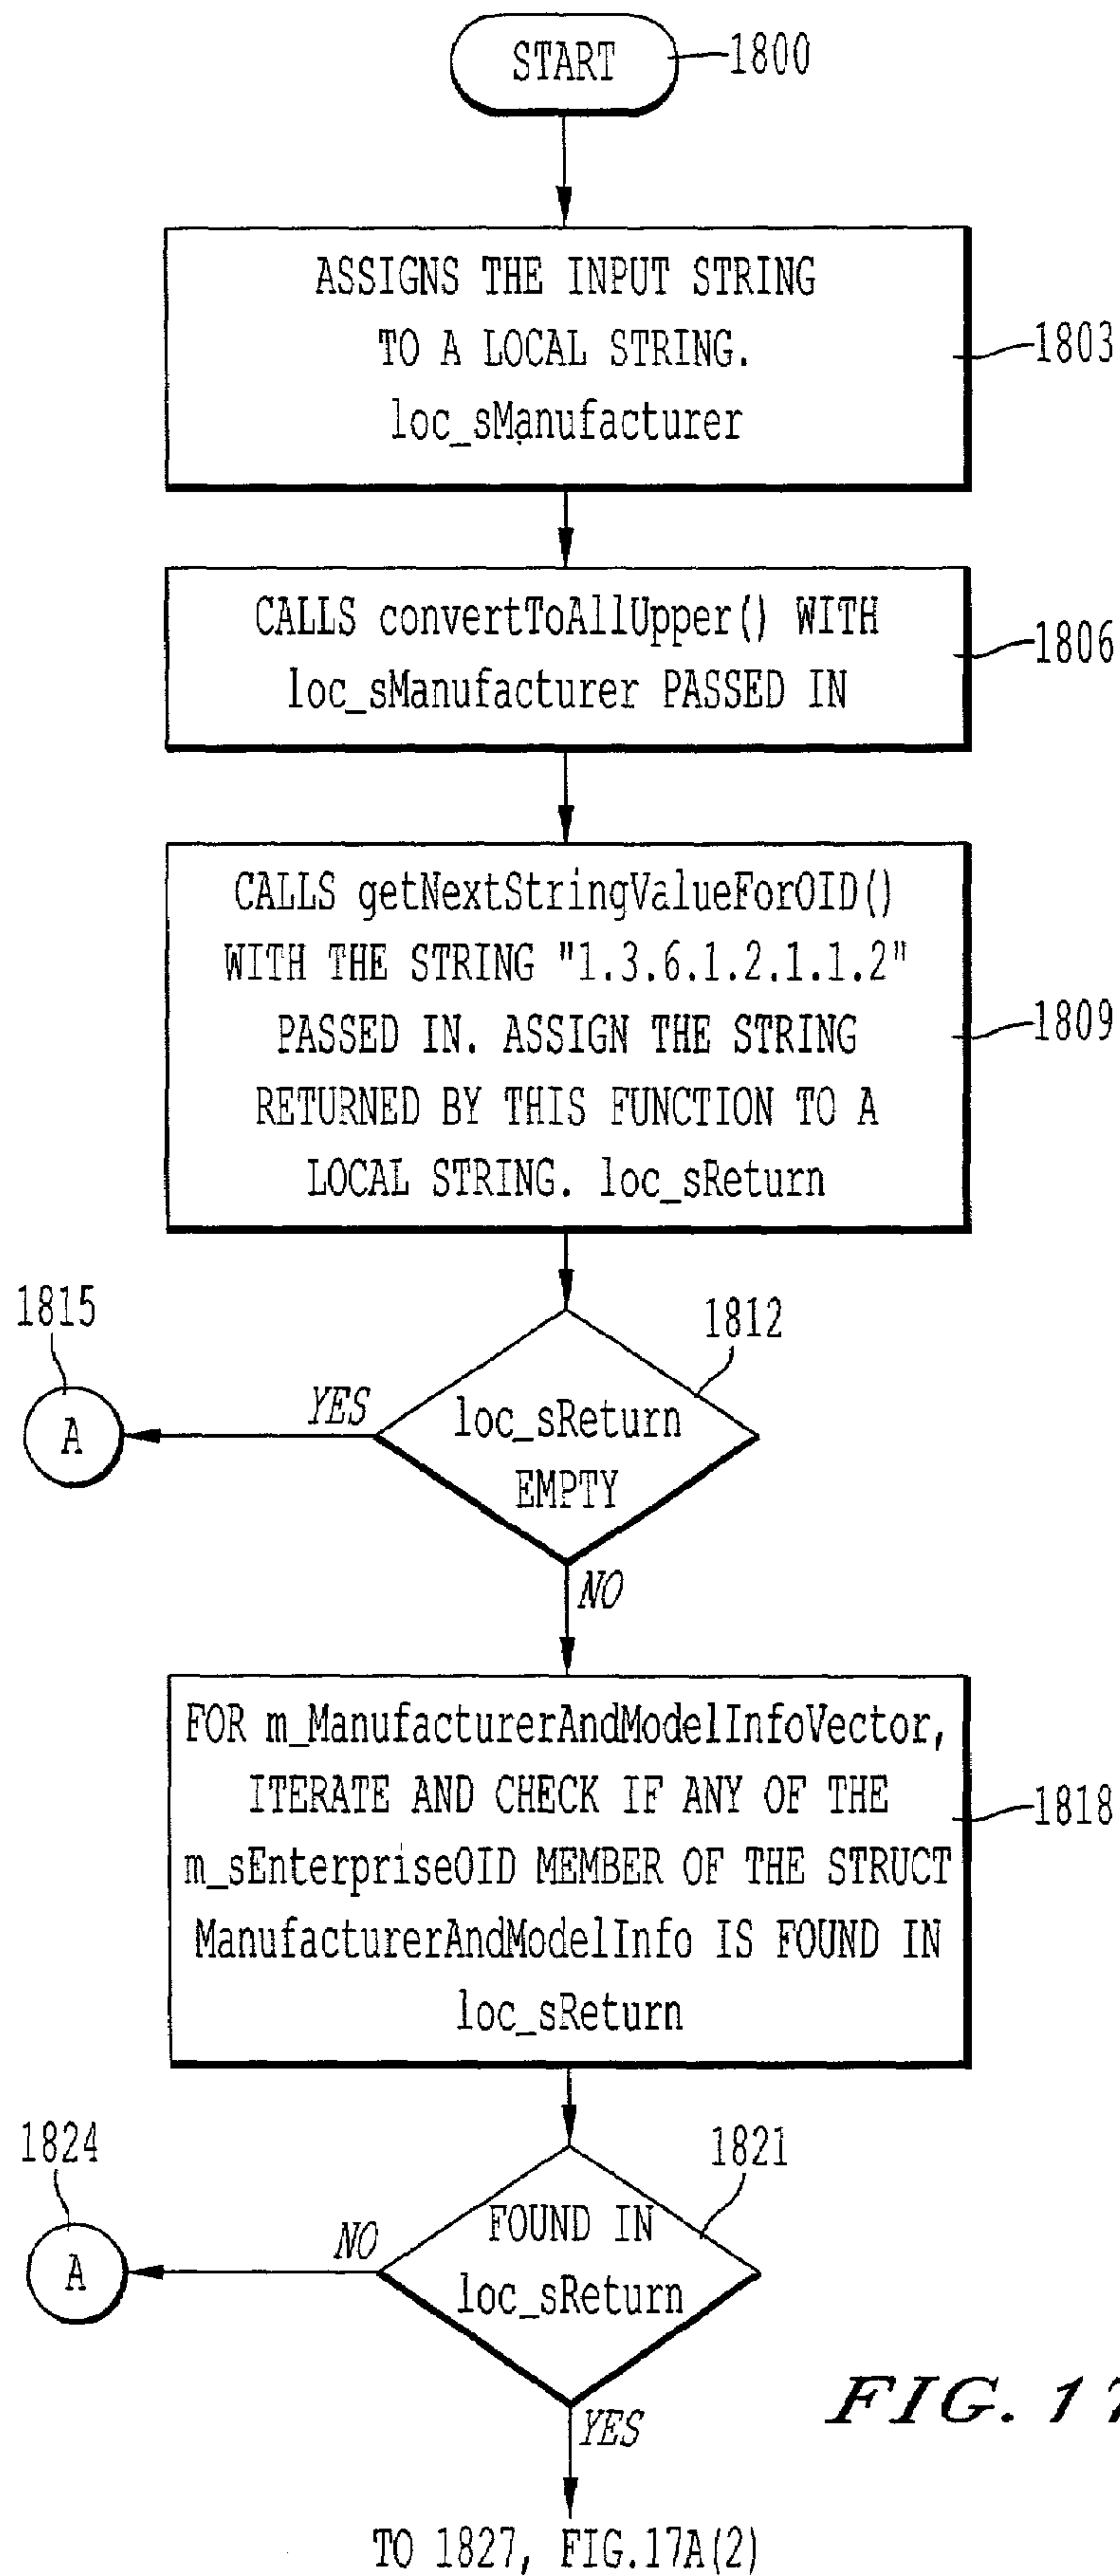 START
1800
ASSIGNS THE INPUT STRING
TO A LOCAL STRING.
loc_sManufacturer
1803
CALLS convertToAllUpper() WITH
loc_sManufacturer PASSED IN
1806
CALLS getNextStringValueForOID()
WITH THE STRING "1.3.6.1.2.1.1.2"
PASSED IN. ASSIGN THE STRING
RETURNED BY THIS FUNCTION TO A
LOCAL STRING. loc_sReturn
1809
1815
A
YES
1812
loc_sReturn
EMPTY
NO
FOR m_ManufacturerAndModelInfoVector,
ITERATE AND CHECK IF ANY OF THE
m_sEnterpriseOID MEMBER OF THE STRUCT
ManufacturerAndModelInfo IS FOUND IN
loc_sReturn
1818
1824
A
NO
1821
FOUND IN
loc_sReturn
YES
FIG. 17
TO 1827, FIG.17A(2)